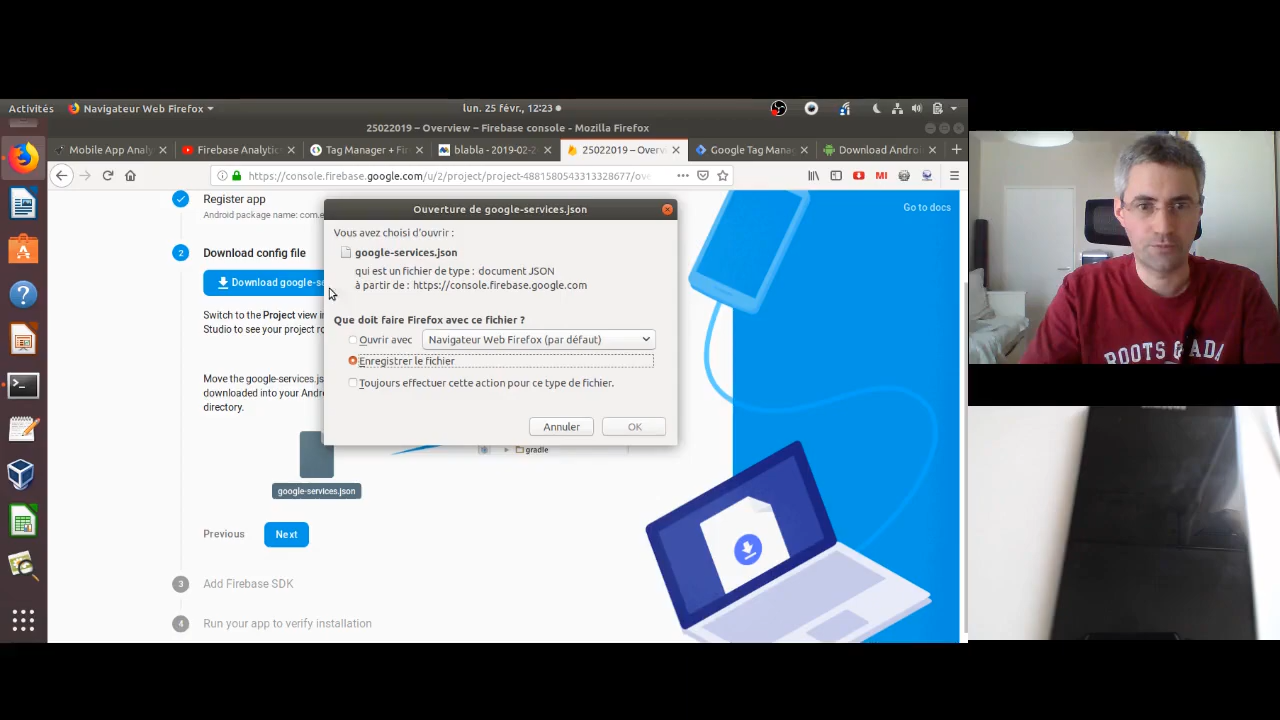 Activités
Navigateur Web Firefox
lun. 25 févr., 12:23
25022019 – Overview – Firebase console - Mozilla Firefox
Mobile App Analy
Firebase Analytic
Tag Manager + Fir
blabla - 2019-02-2
25022019 – Overv
Google Tag Mana
Download Androi
https://console.firebase.google.com/u/2/project/project-4881580543313328677/ov
MI
Register app
Android package name: com.e
Go to docs
2
Download config file
Download google-se
Switch to the Project view i
Studio to see your project ro
Move the google-services.js
downloaded into your Andr
directory.
gradle
google-services.json
Previous
Next
3
Add Firebase SDK
4
Run your app to verify installation
Ouverture de google-services.json
Vous avez choisi d'ouvrir :
google-services.json
qui est un fichier de type : document JSON
à partir de : https://console.firebase.google.com
Que doit faire Firefox avec ce fichier ?
Ouvrir avec
Navigateur Web Firefox (par défaut)
Enregistrer le fichier
Toujours effectuer cette action pour ce type de fichier.
Annuler
OK